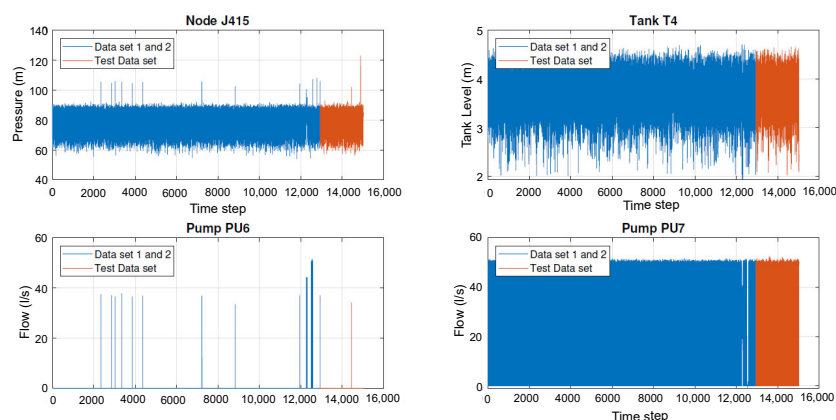 Node J415
140
120
100
80
60
40
Pressure (m)
Data set 1 and 2
Test Data set
0 2000 4000 6000 8000 10,000 12,000 14,000 16,000
Time step
Tank T4
5
4
3
2
Tank Level (m)
Data set 1 and 2
Test Data set
0 2000 4000 6000 8000 10,000 12,000 14,000 16,000
Time step
Pump PU6
60
40
20
0
Flow (l/s)
Data set 1 and 2
Test Data set
0 2000 4000 6000 8000 10,000 12,000 14,000 16,000
Pump PU7
60
40
20
0
Flow (l/s)
Data set 1 and 2
Test Data set
0 2000 4000 6000 8000 10,000 12,000 14,000 16,000
Time step